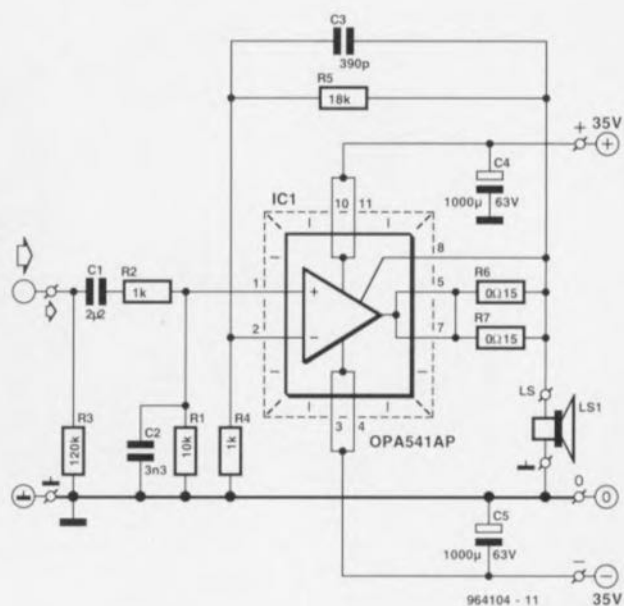 C3
390p
R5
18k
+ 35V
C4
1000µ 63V
IC1
10 11
8
C1
2µ2
R2
1k
1
+
5
R6
0Ω15
2
−
7
R7
0Ω15
LS
LS1
R3
120k
C2
3n3
R1
10k
R4
1k
3 4
OPA541AP
0
0
C5
1000µ 63V
−
35V
964104 - 11